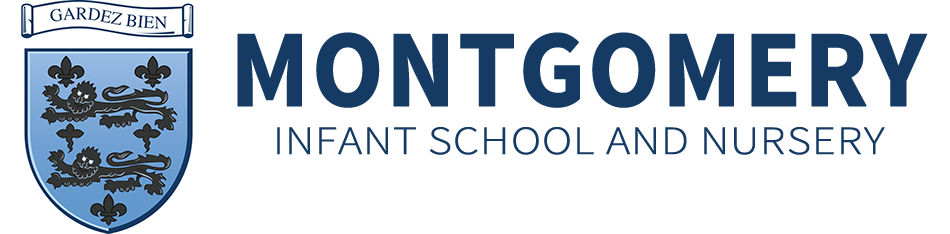 GARDEZ BIEN
MONTGOMERY
INFANT SCHOOL AND NURSERY